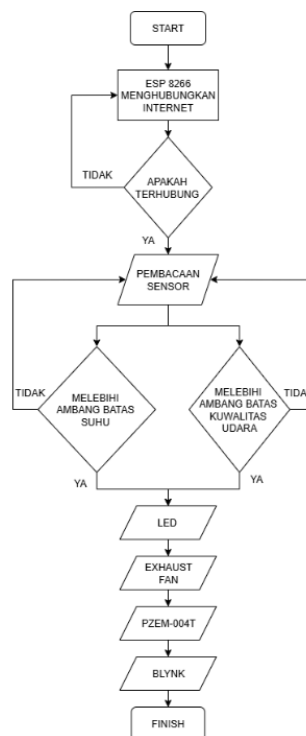 START
ESP 8266
MENGHUBUNGKAN
INTERNET
TIDAK
APAKAH
TERHUBUNG
YA
PEMBACAAN
SENSOR
TIDAK
MELEBIHI
AMBANG BATAS
SUHU
MELEBIHI
AMBANG BATAS
KUWALITAS
UDARA
TIDAK
YA
YA
LED
EXHAUST
FAN
PZEM-004T
BLYNK
FINISH